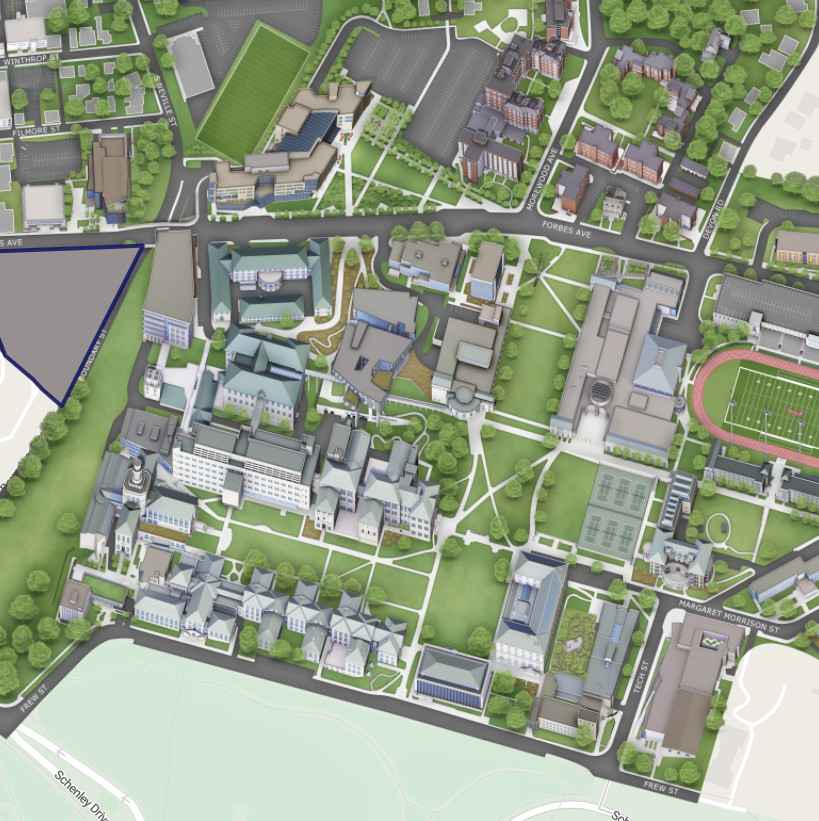 WINTHROP ST
S NEVILLE ST
FILMORE ST
MOREWOOD AVE
DEVON RD
FORBES AVE
S AVE
BOUNDARY ST
MARGARET MORRISON ST
TECH ST
FREW ST
FREW ST
Schenley Drive
Sc